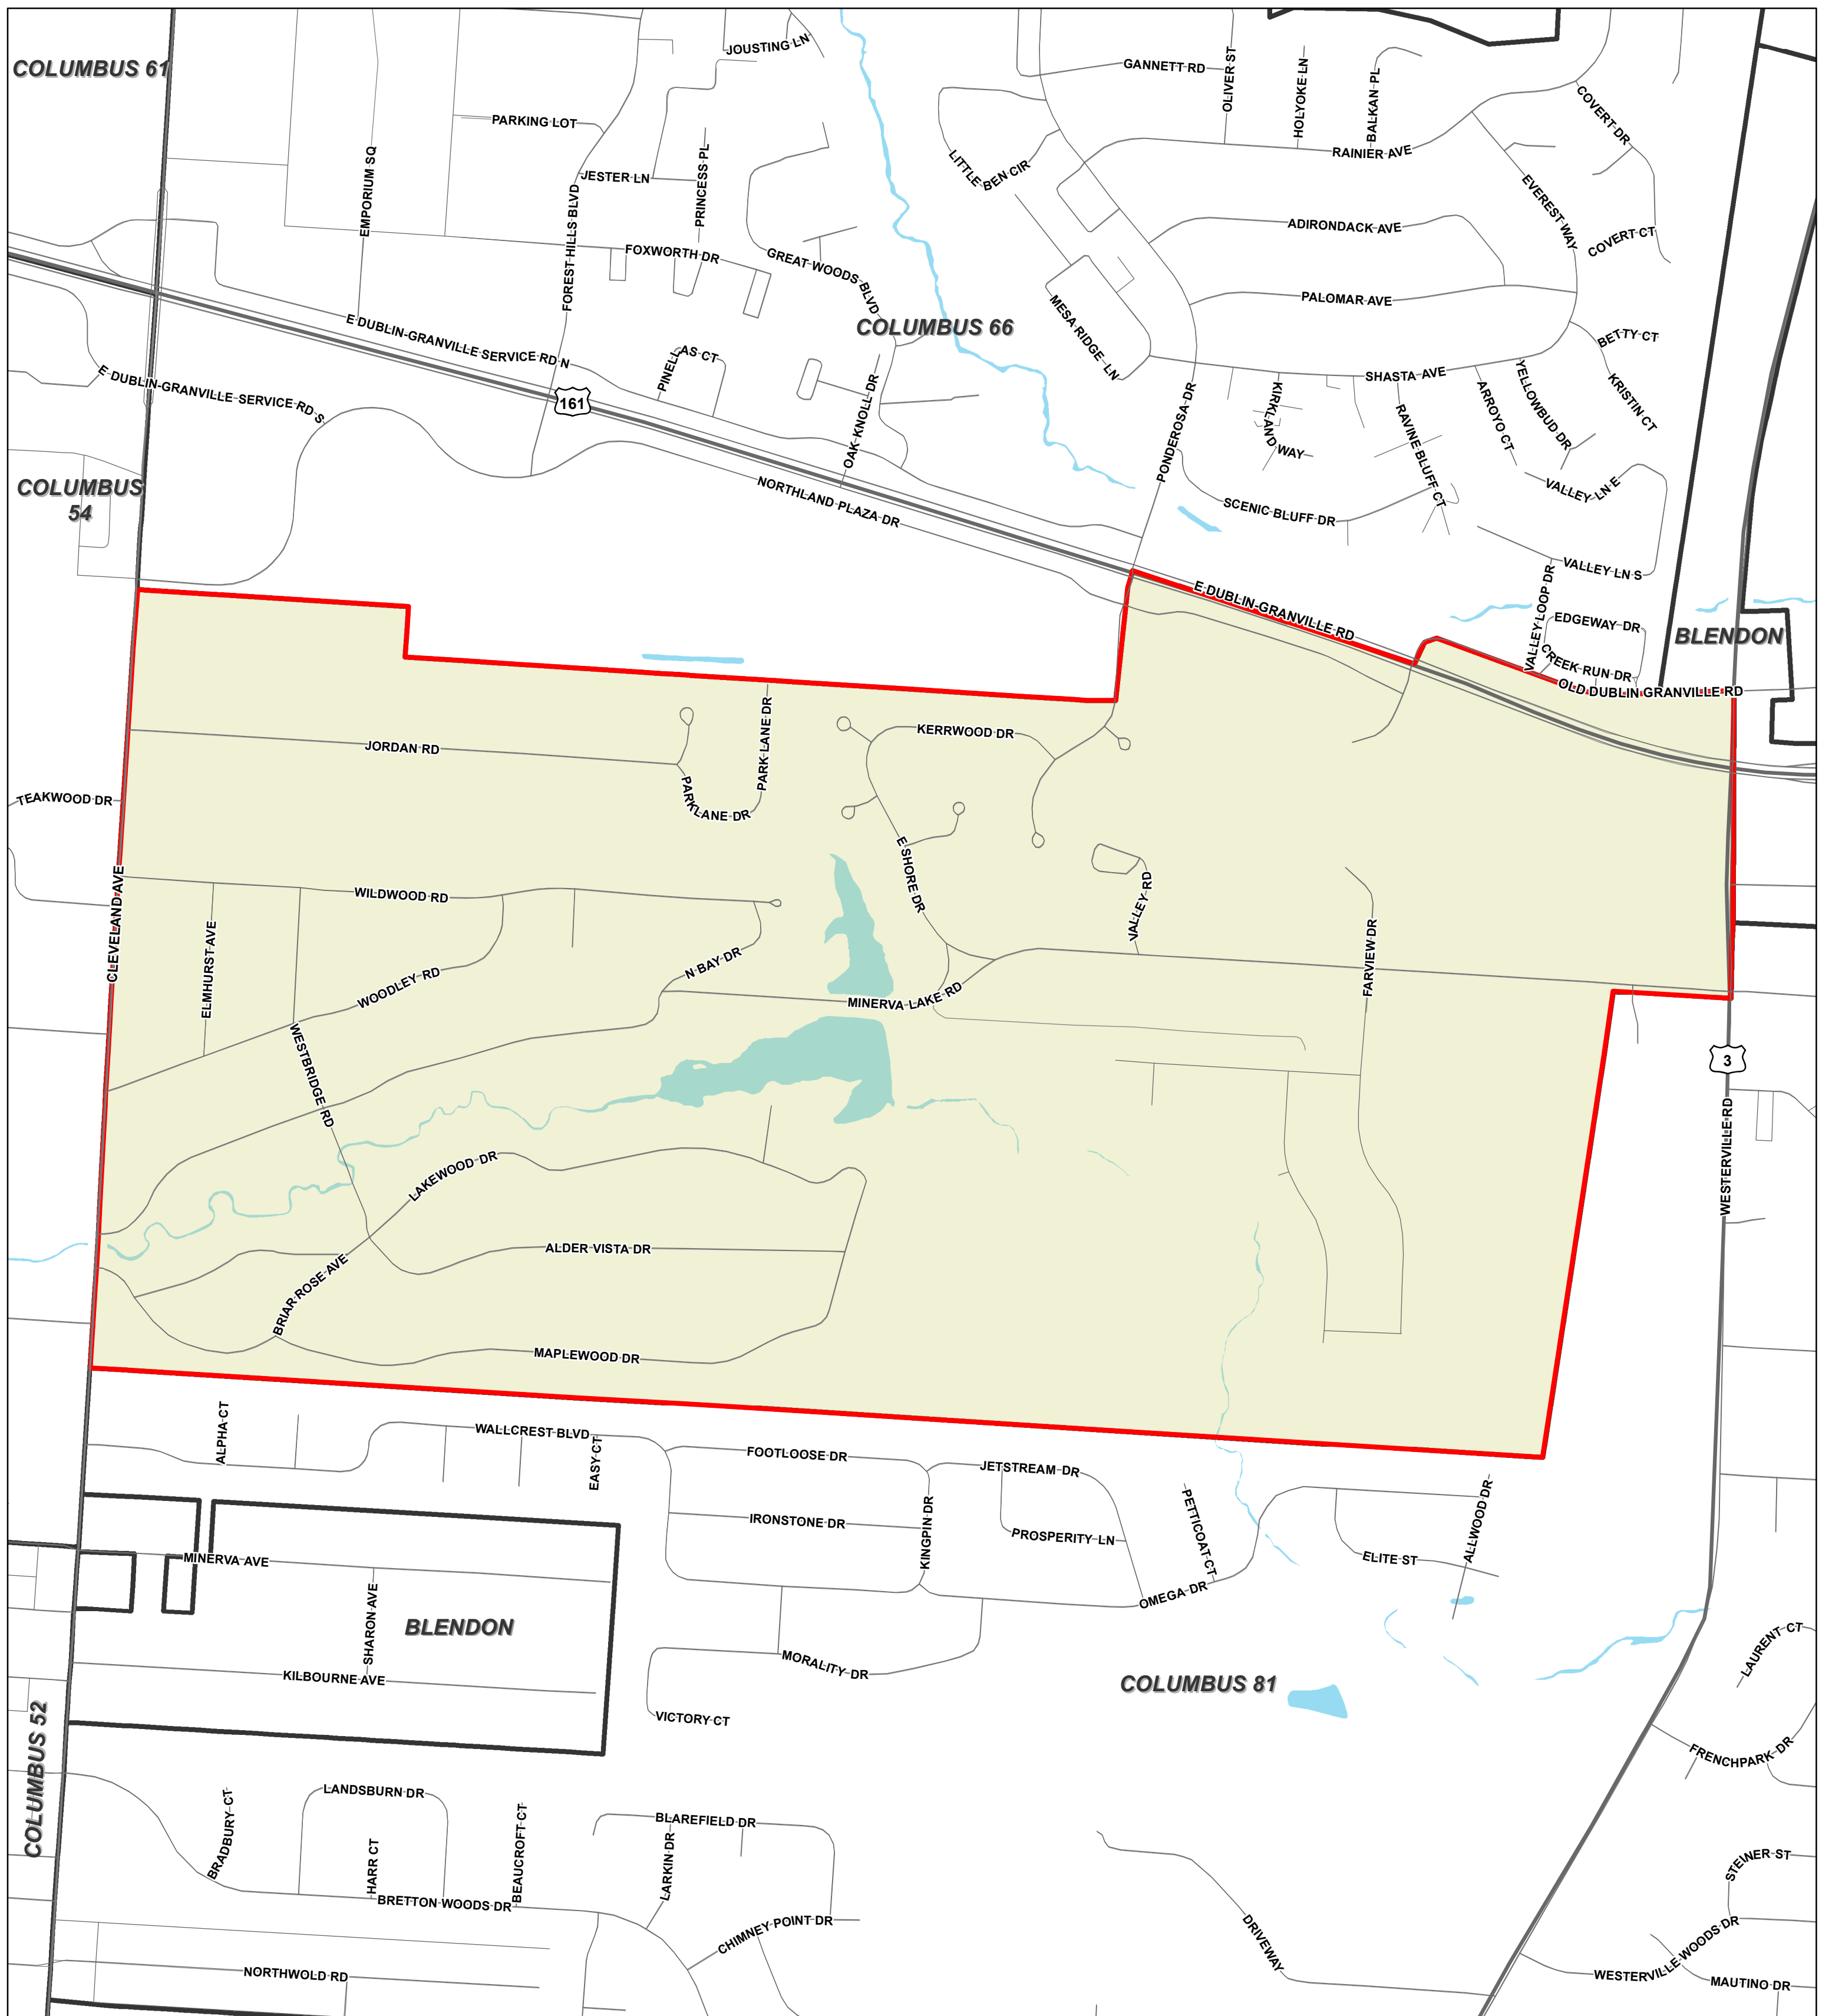 COLUMBUS 61
JOUSTING LN
GANNETT RD
OLIVER ST
HOLYOKE LN
BALKAN PL
COVERT DR
PARKING LOT
EMPORIUM SQ
JESTER LN
PRINCESS PL
LITTLE BEN CIR
RAINIER AVE
EVEREST WAY
FOREST HILLS BLVD
FOXWORTH DR
GREAT WOODS BLVD
ADIRONDACK AVE
COVERT CT
PALOMAR AVE
MESA RIDGE LN
COLUMBUS 66
BETTY CT
E DUBLIN-GRANVILLE SERVICE RD N
PINELLAS CT
E DUBLIN-GRANVILLE SERVICE RD S
161
OAK KNOLL DR
PONDEROSA DR
SHASTA AVE
KIRKLAND WAY
RAVINE BLUFF CT
ARROYO CT
YELLOWBUD DR
KRISTIN CT
COLUMBUS
54
NORTHLAND PLAZA DR
SCENIC BLUFF DR
VALLEY LN E
VALLEY LN S
E DUBLIN-GRANVILLE RD
VALLEY LOOP DR
EDGEWAY DR
CREEK RUN DR
BLENDON
OLD DUBLIN GRANVILLE RD
JORDAN RD
PARK LANE DR
PARKLANE DR
KERRWOOD DR
TEAKWOOD DR
CLEVELAND AVE
WILDWOOD RD
ELMHURST AVE
WOODLEY RD
N BAY DR
E SHORE DR
VALLEY RD
FARVIEW DR
MINERVA LAKE RD
WESTBRIDGE RD
3
WESTERVILLE RD
LAKEWOOD DR
ALDER VISTA DR
BRIAR ROSE AVE
MAPLEWOOD DR
ALPHA CT
WALLCREST BLVD
EASY CT
FOOTLOOSE DR
JETSTREAM DR
IRONSTONE DR
KINGPIN DR
PROSPERITY LN
PETTICOAT CT
ALLWOOD DR
ELITE ST
OMEGA DR
MINERVA AVE
SHARON AVE
BLENDON
KILBOURNE AVE
MORALITY DR
VICTORY CT
COLUMBUS 81
LAURENT CT
FRENCHPARK DR
COLUMBUS 52
BRADBURY CT
LANDSBURN DR
HARR CT
BEAUCROFT CT
BLAREFIELD DR
LARKIN DR
BRETTON WOODS DR
CHIMNEY POINT DR
DRIVEWAY
STEINER ST
WESTERVILLE WOODS DR
MAUTINO DR
NORTHWOLD RD